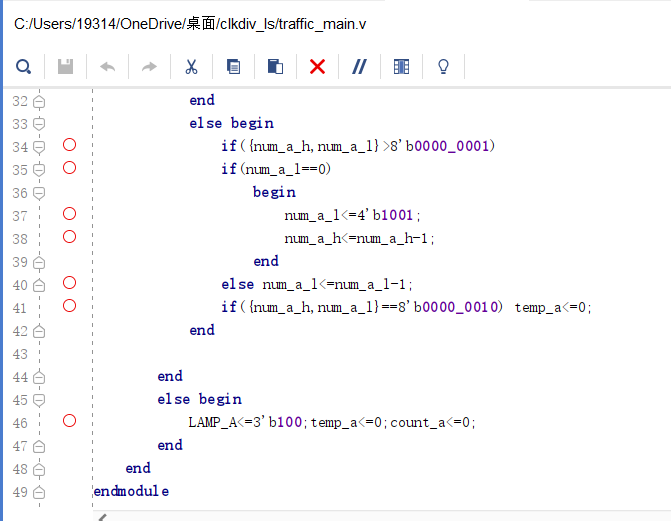 C:/Users/19314/OneDrive/桌面/clkdiv_ls/traffic_main.v
32 end
33 else begin
34 if({num_a_h,num_a_l}>8'b0000_0001)
35 if(num_a_l==0)
36 begin
37 num_a_l<=4'b1001;
38 num_a_h<=num_a_h-1;
39 end
40 else num_a_l<=num_a_l-1;
41 if({num_a_h,num_a_l}==8'b0000_0010) temp_a<=0;
42 end
43
44 end
45 else begin
46 LAMP_A<=3'b100;temp_a<=0;count_a<=0;
47 end
48 end
49 endmodule